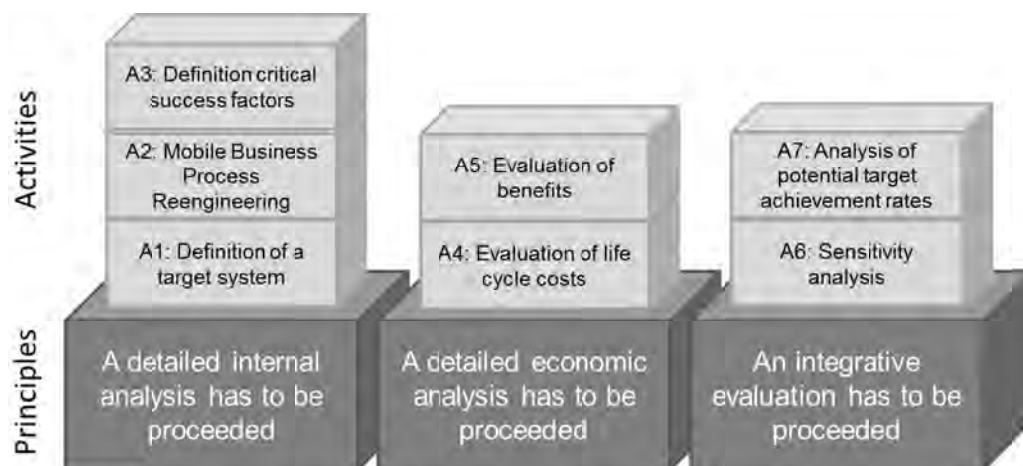 Activities
A3: Definition critical
success factors
A2: Mobile Business
Process
Reengineering
A1: Definition of a
target system
A5: Evaluation of
benefits
A4: Evaluation of life
cycle costs
A7: Analysis of
potential target
achievement rates
A6: Sensitivity
analysis
Principles
A detailed internal
analysis has to be
proceeded
A detailed economic
analysis has to be
proceeded
An integrative
evaluation has to be
proceeded